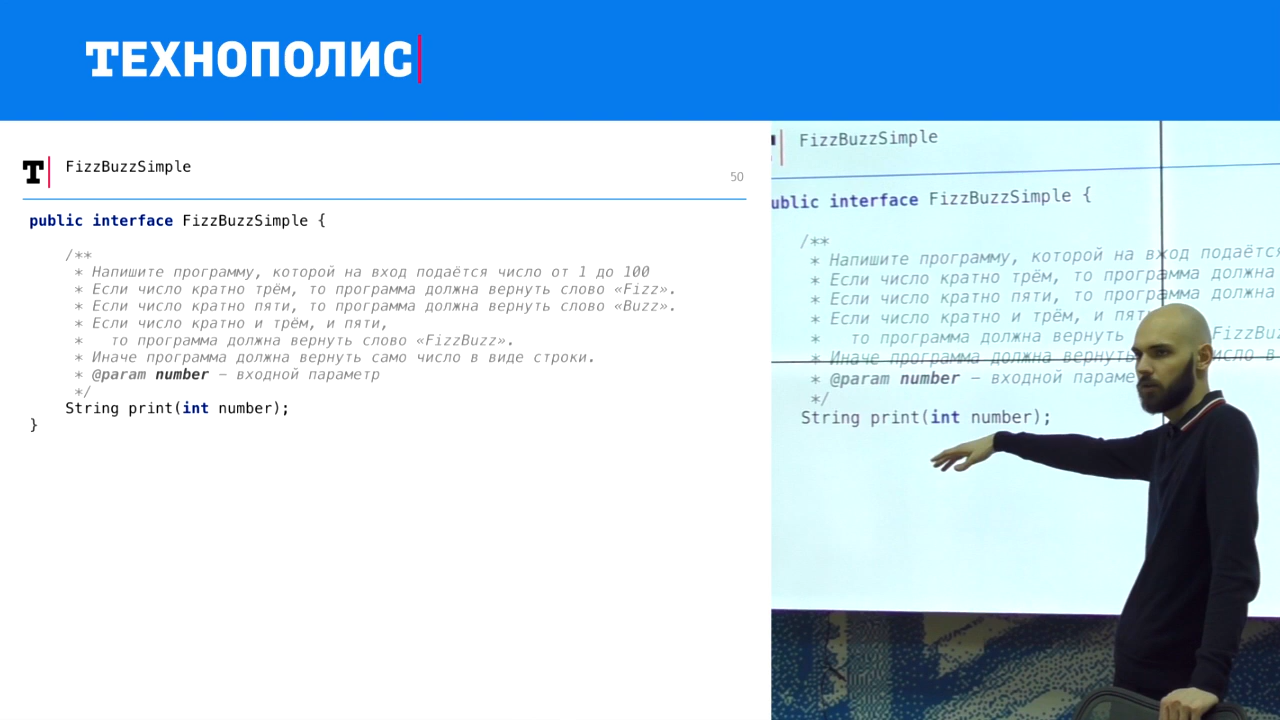 ТЕХНОПОЛИС
T
FizzBuzzSimple
50
public interface FizzBuzzSimple {
/**
* Напишите программу, которой на вход подаётся число от 1 до 100
* Если число кратно трём, то программа должна вернуть слово «Fizz».
* Если число кратно пяти, то программа должна вернуть слово «Buzz».
* Если число кратно и трём, и пяти,
*   то программа должна вернуть слово «FizzBuzz».
* Иначе программа должна вернуть само число в виде строки.
* @param number – входной параметр
*/
String print(int number);
}
FizzBuzzSimple
ublic interface FizzBuzzSimple {
/**
* Напишите программу, которой на вход подаётся
* Если число кратно трём, то программа должна
* Если число кратно пяти, то программа должна
* Если число кратно и трём, и пяти
*   то программа должна вернуть FizzBuz
* Иначе программа должна вернуть число в
* @param number – входной параме
*/
String print(int number);